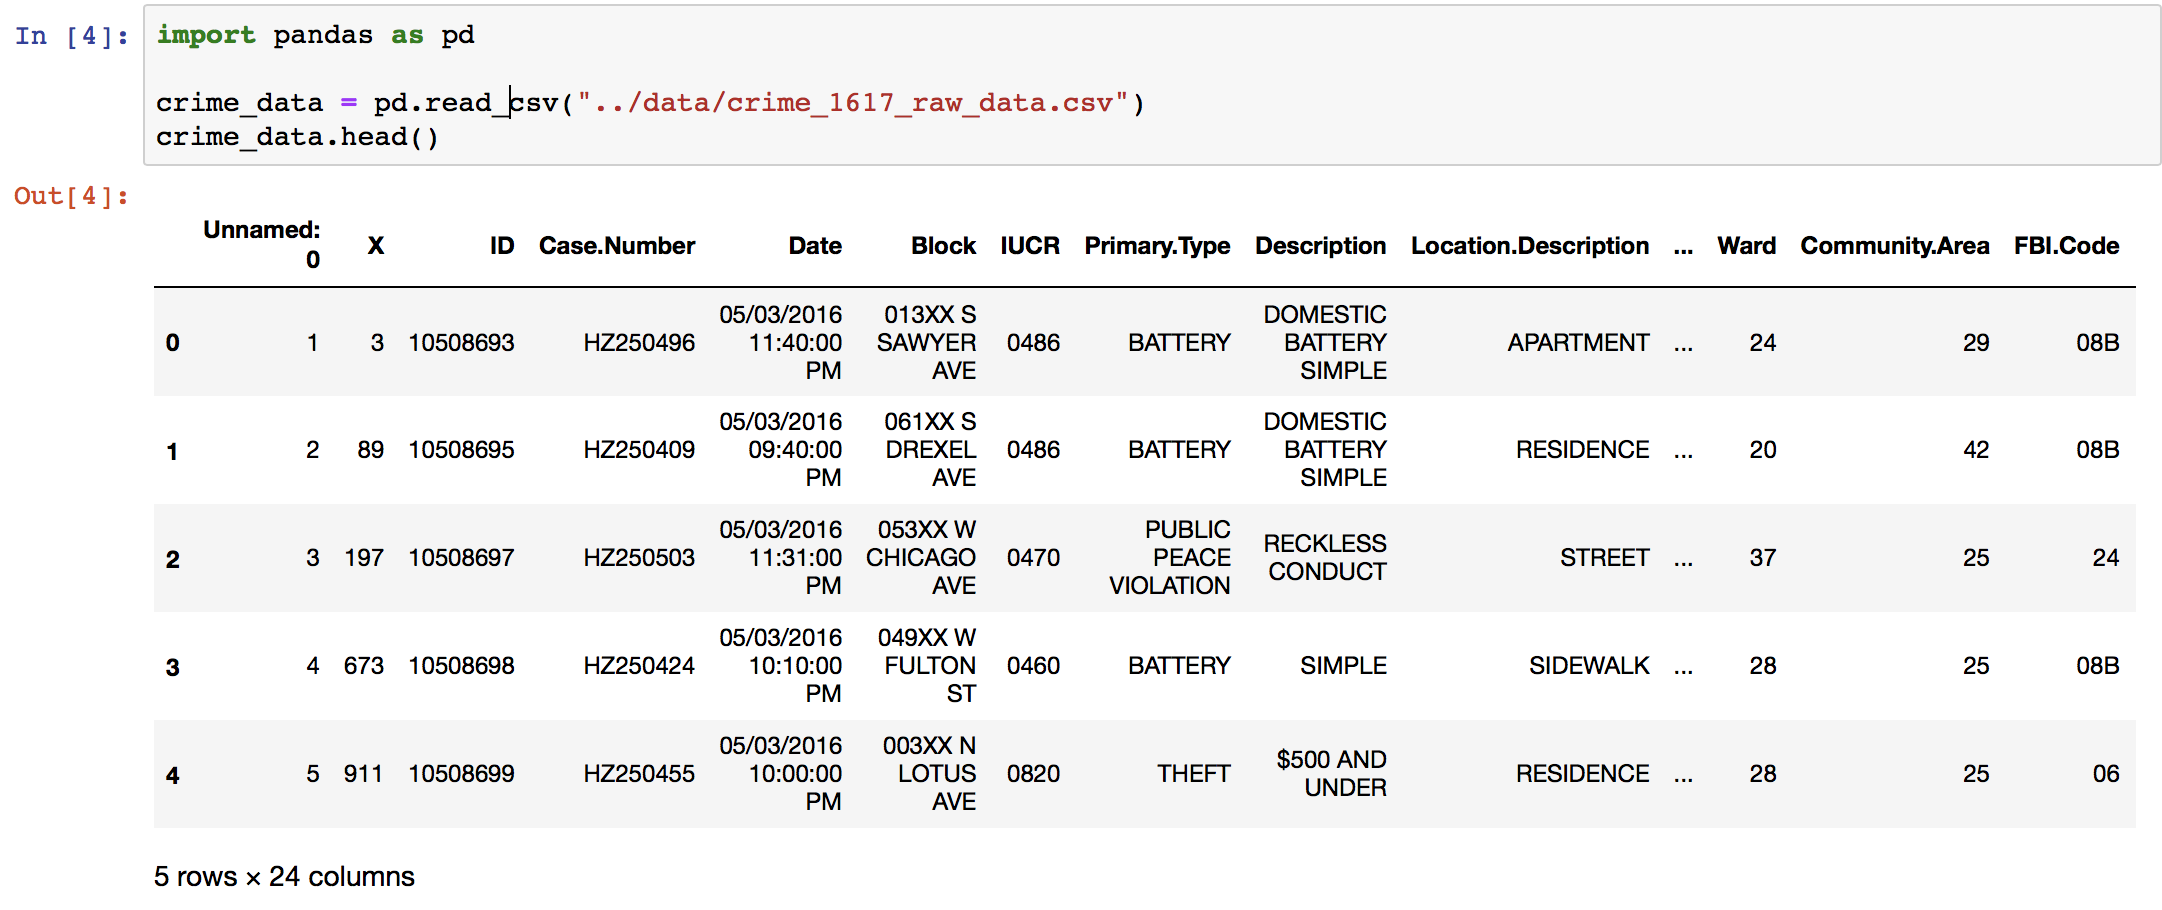 In [4]: import pandas as pd
crime_data = pd.read_csv("../data/crime_1617_raw_data.csv")
crime_data.head()
Out[4]:
Unnamed: 0 X ID Case.Number Date Block IUCR Primary.Type Description Location.Description ... Ward Community.Area FBI.Code
0 1 3 10508693 HZ250496 05/03/2016 11:40:00 PM 013XX S SAWYER AVE 0486 BATTERY DOMESTIC BATTERY SIMPLE APARTMENT ... 24 29 08B
1 2 89 10508695 HZ250409 05/03/2016 09:40:00 PM 061XX S DREXEL AVE 0486 BATTERY DOMESTIC BATTERY SIMPLE RESIDENCE ... 20 42 08B
2 3 197 10508697 HZ250503 05/03/2016 11:31:00 PM 053XX W CHICAGO AVE 0470 PUBLIC PEACE VIOLATION RECKLESS CONDUCT STREET ... 37 25 24
3 4 673 10508698 HZ250424 05/03/2016 10:10:00 PM 049XX W FULTON ST 0460 BATTERY SIMPLE SIDEWALK ... 28 25 08B
4 5 911 10508699 HZ250455 05/03/2016 10:00:00 PM 003XX N LOTUS AVE 0820 THEFT $500 AND UNDER RESIDENCE ... 28 25 06
5 rows × 24 columns